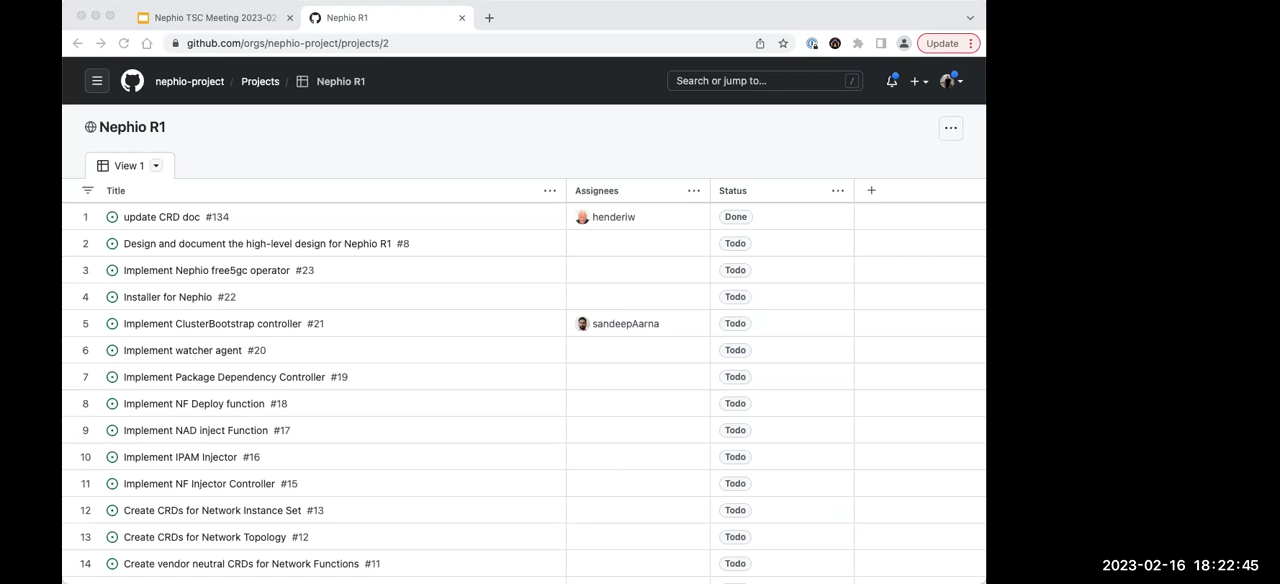 Nephio TSC Meeting 2023-02
Nephio R1
github.com/orgs/nephio-project/projects/2
Update
nephio-project / Projects / Nephio R1
Search or jump to... /
Nephio R1
View 1
Title Assignees Status
1 update CRD doc #134 henderiw Done
2 Design and document the high-level design for Nephio R1 #8 Todo
3 Implement Nephio free5gc operator #23 Todo
4 Installer for Nephio #22 Todo
5 Implement ClusterBootstrap controller #21 sandeepAarna Todo
6 Implement watcher agent #20 Todo
7 Implement Package Dependency Controller #19 Todo
8 Implement NF Deploy function #18 Todo
9 Implement NAD inject Function #17 Todo
10 Implement IPAM Injector #16 Todo
11 Implement NF Injector Controller #15 Todo
12 Create CRDs for Network Instance Set #13 Todo
13 Create CRDs for Network Topology #12 Todo
14 Create vendor neutral CRDs for Network Functions #11 Todo
2023-02-16 18:22:45